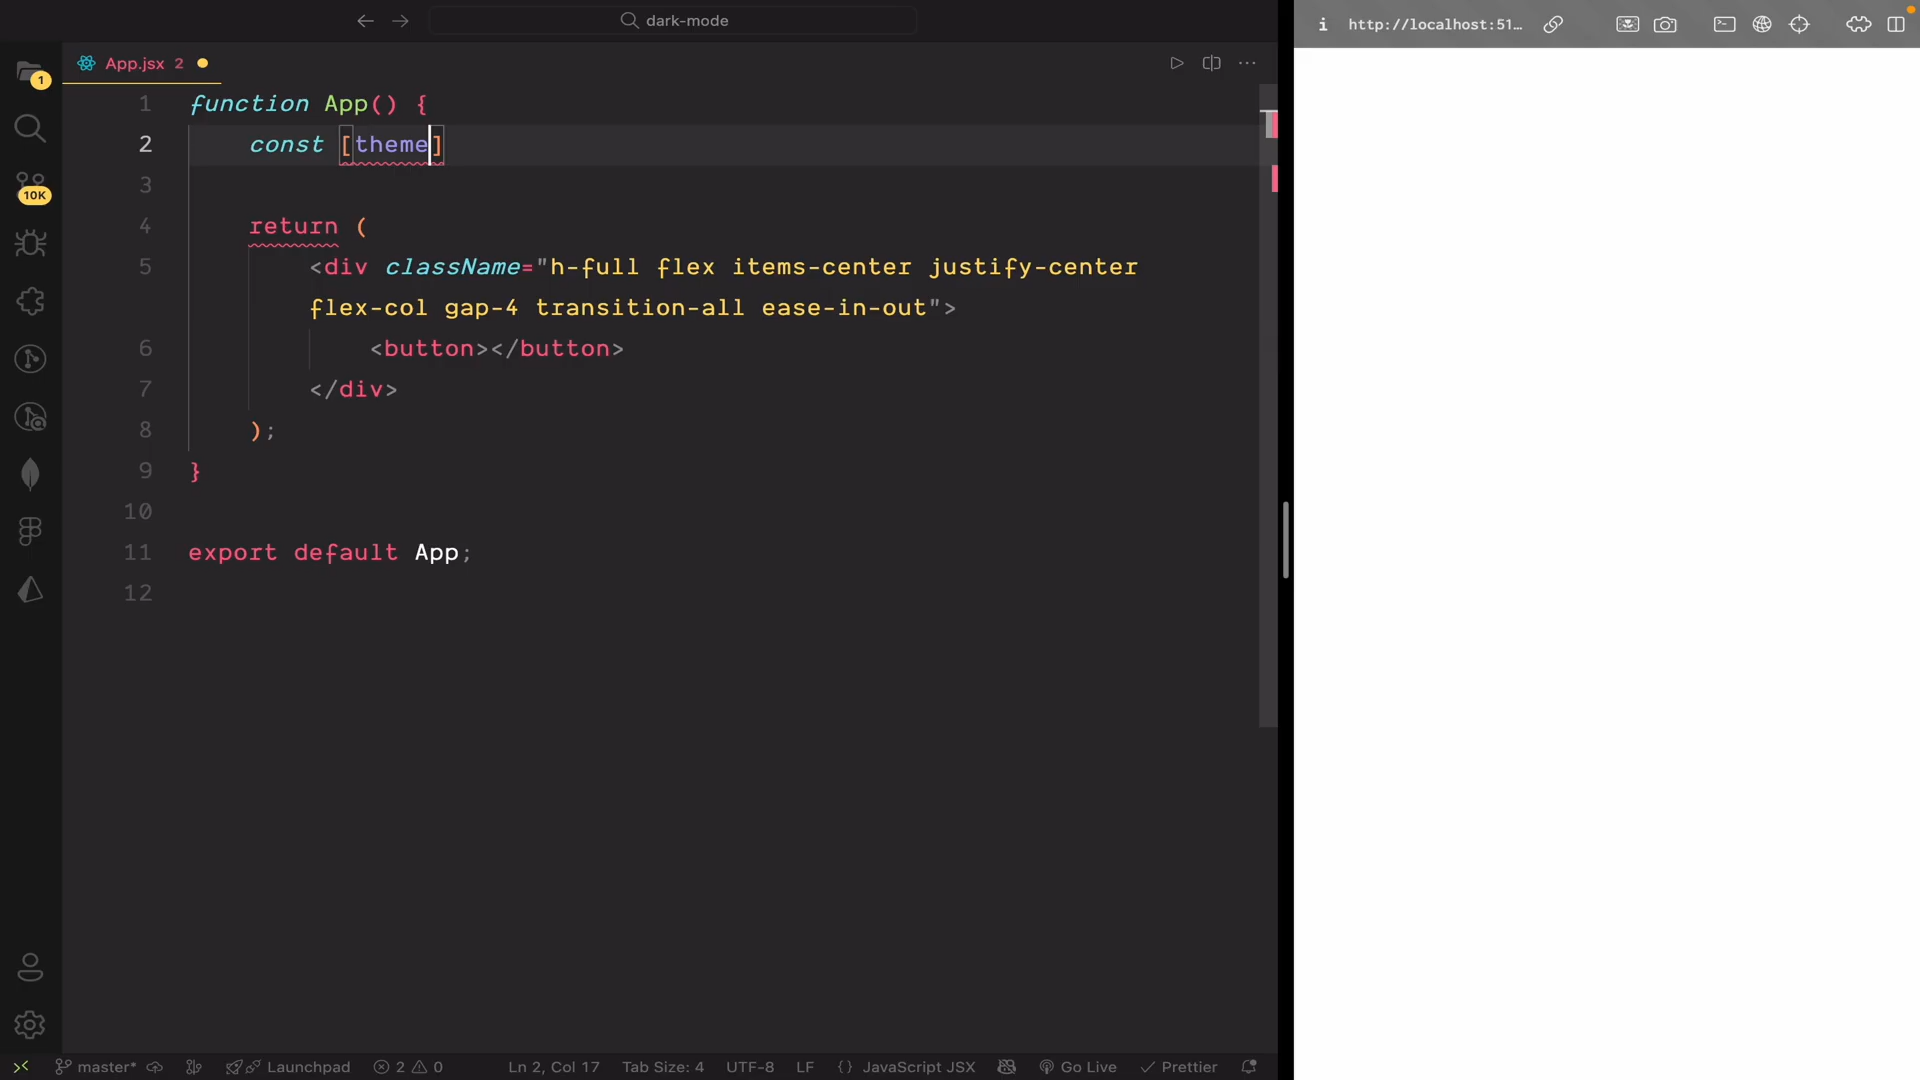 dark-mode
http://localhost:51…
1
App.jsx 2
10K
1 function App() {
2 const [theme]
3
4 return (
5 <div className="h-full flex items-center justify-center
flex-col gap-4 transition-all ease-in-out">
6 <button></button>
7 </div>
8 );
9 }
10
11 export default App;
12
master* Launchpad 2 0 Ln 2, Col 17 Tab Size: 4 UTF-8 LF {} JavaScript JSX Go Live Prettier